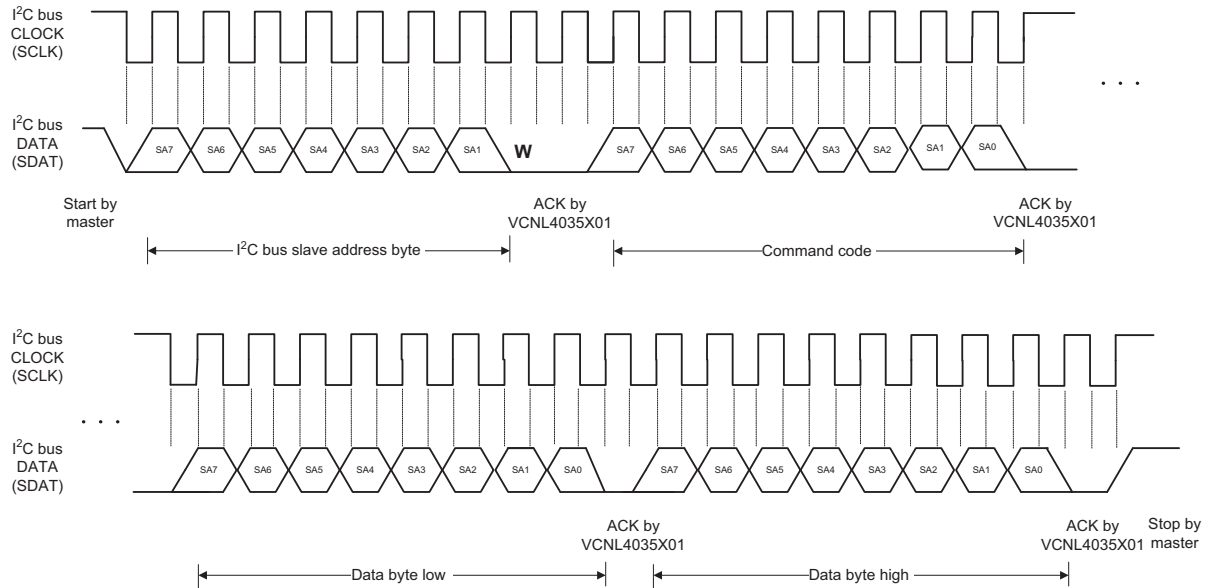 I²C bus
CLOCK
(SCLK)
. . .
I²C bus
DATA
(SDAT)
SA7 SA6 SA5 SA4 SA3 SA2 SA1 W SA7 SA6 SA5 SA4 SA3 SA2 SA1 SA0
Start by
master
ACK by
VCNL4035X01
ACK by
VCNL4035X01
I²C bus slave address byte
Command code
I²C bus
CLOCK
(SCLK)
. . .
I²C bus
DATA
(SDAT)
SA7 SA6 SA5 SA4 SA3 SA2 SA1 SA0 SA7 SA6 SA5 SA4 SA3 SA2 SA1 SA0
ACK by
VCNL4035X01
ACK by
VCNL4035X01
Stop by
master
Data byte low
Data byte high